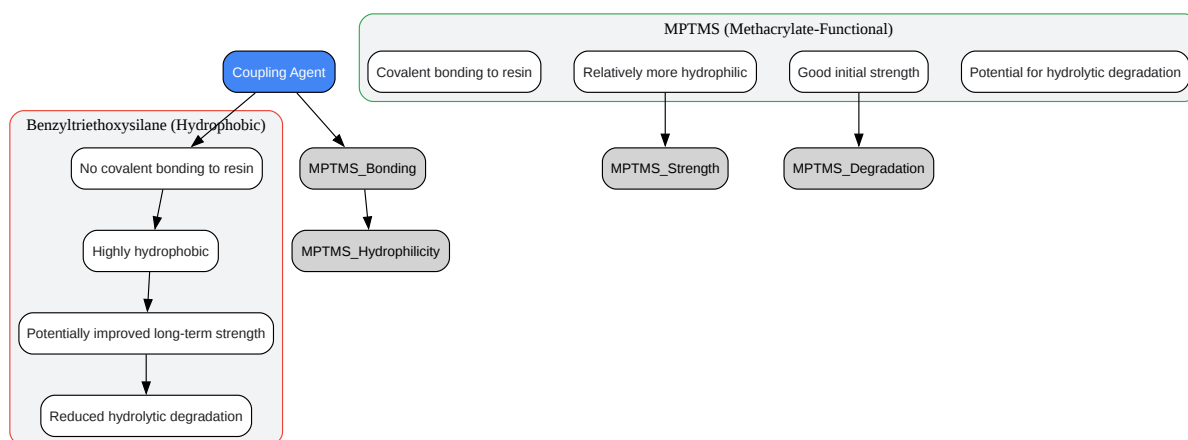 MPTMS (Methacrylate-Functional)
Coupling Agent
Covalent bonding to resin
Relatively more hydrophilic
Good initial strength
Potential for hydrolytic degradation
Benzyltriethoxysilane (Hydrophobic)
No covalent bonding to resin
MPTMS_Bonding
MPTMS_Strength
MPTMS_Degradation
Highly hydrophobic
MPTMS_Hydrophilicity
Potentially improved long-term strength
Reduced hydrolytic degradation